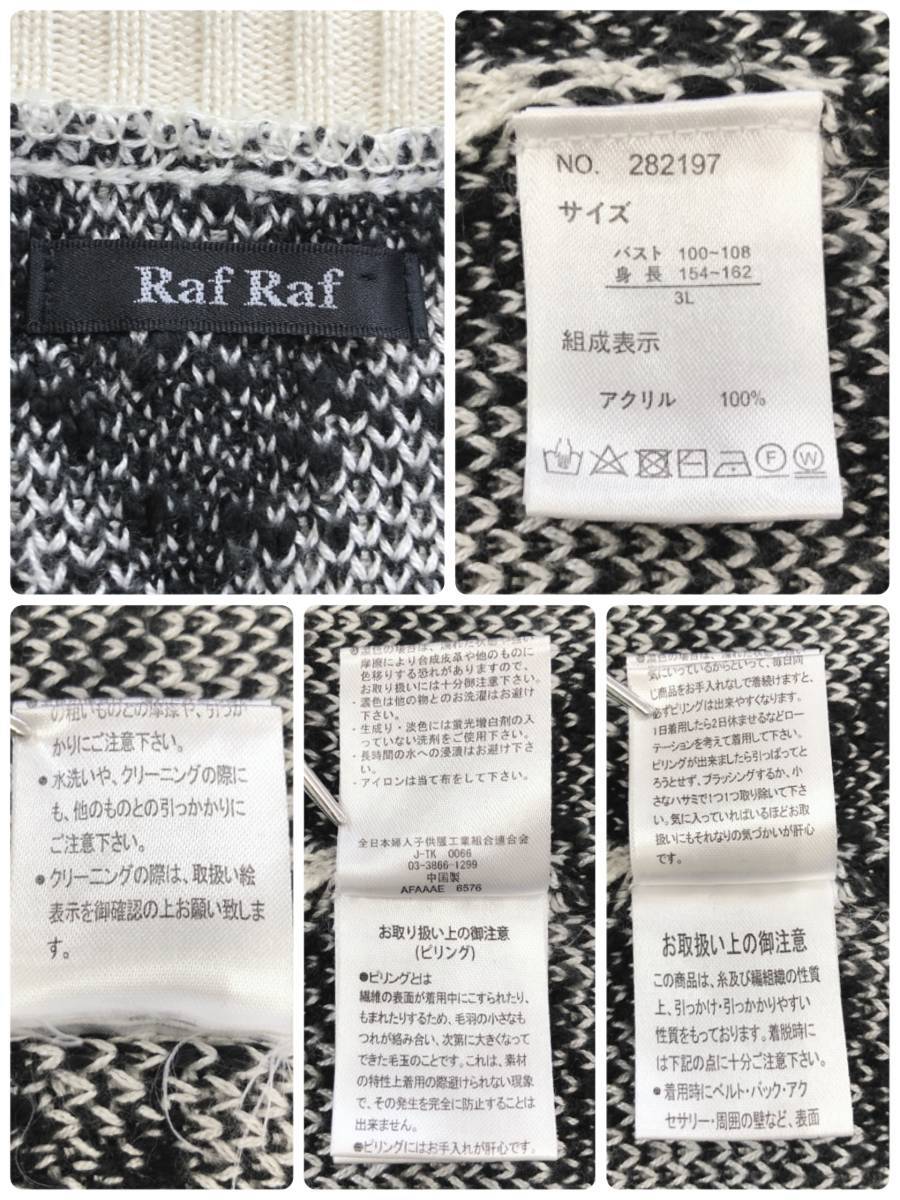 Raf Raf
NO. 282197
サイズ
バスト 100~108
身長 154~162
3L
組成表示
アクリル 100%
F W
の粗いものとの摩擦や、引っか
かりにご注意下さい。
●水洗いや、クリーニングの際に
も、他のものとの引っかかりに
ご注意下さい。
●クリーニングの際は、取扱い絵
表示を御確認の上お願い致しま
す。
摩擦により合成皮革や他のものに
色移りする恐れがありますので、
お取り扱いには十分御注意下さい。
・濃色は他の物とのお洗濯はお避け
下さい。
・生成り・淡色には蛍光増白剤の入
っていない洗剤をご使用下さい。
・長時間の水への浸漬はお避け下さ
い。
・アイロンは当て布をして下さい。
全日本婦人子供服工業組合連合会
J-TK 0066
03-3866-1299
中国製
AFAAAE 6576
お取り扱い上の御注意
(ピリング)
●ピリングとは
繊維の表面が着用中にこすられたり、
もまれたりするため、毛羽の小さなも
つれが絡み合い、次第に大きくなって
できた毛玉のことです。これは、素材
の特性上着用の際避けられない現象
で、その発生を完全に防止することは
出来ません。
●ピリングにはお手入れが肝心です。
気にいっているからといって、毎日同
じ商品をお手入れなしで着続けますと、
必ずピリングは出来やすくなります。
1日着用したら2日休ませるなどロー
テーションを考えて着用して下さい。
ピリングが出来ましたら引っぱってと
ろうとせず、ブラッシングするか、小
さなハサミで1つ1つ取り除いて下さ
い。気に入っていればいるほどお取
扱いにもそれなりの気づかいが肝心
です。
お取扱い上の御注意
この商品は、糸及び編組織の性質
上、引っかけ・引っかかりやすい
性質をもっております。着脱時に
は下記の点に十分ご注意下さい。
●着用時にベルト・バック・アク
セサリー・周囲の壁など、表面